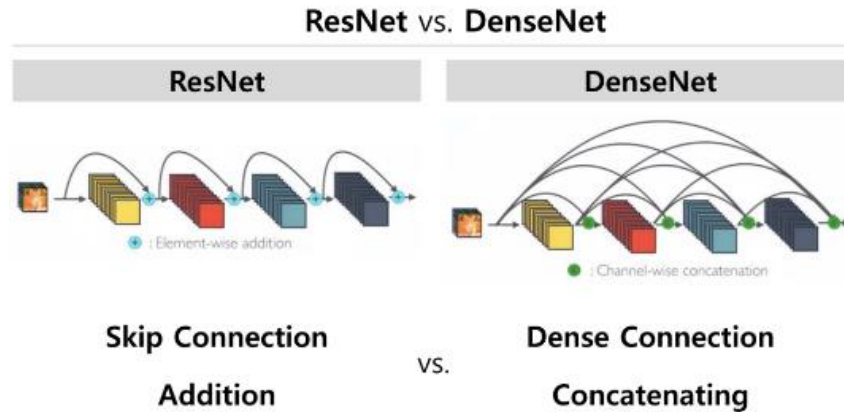 ResNet vs. DenseNet
ResNet
DenseNet
+ : Element-wise addition
: Channel-wise concatenation
Skip Connection
Dense Connection
vs.
Addition
Concatenating